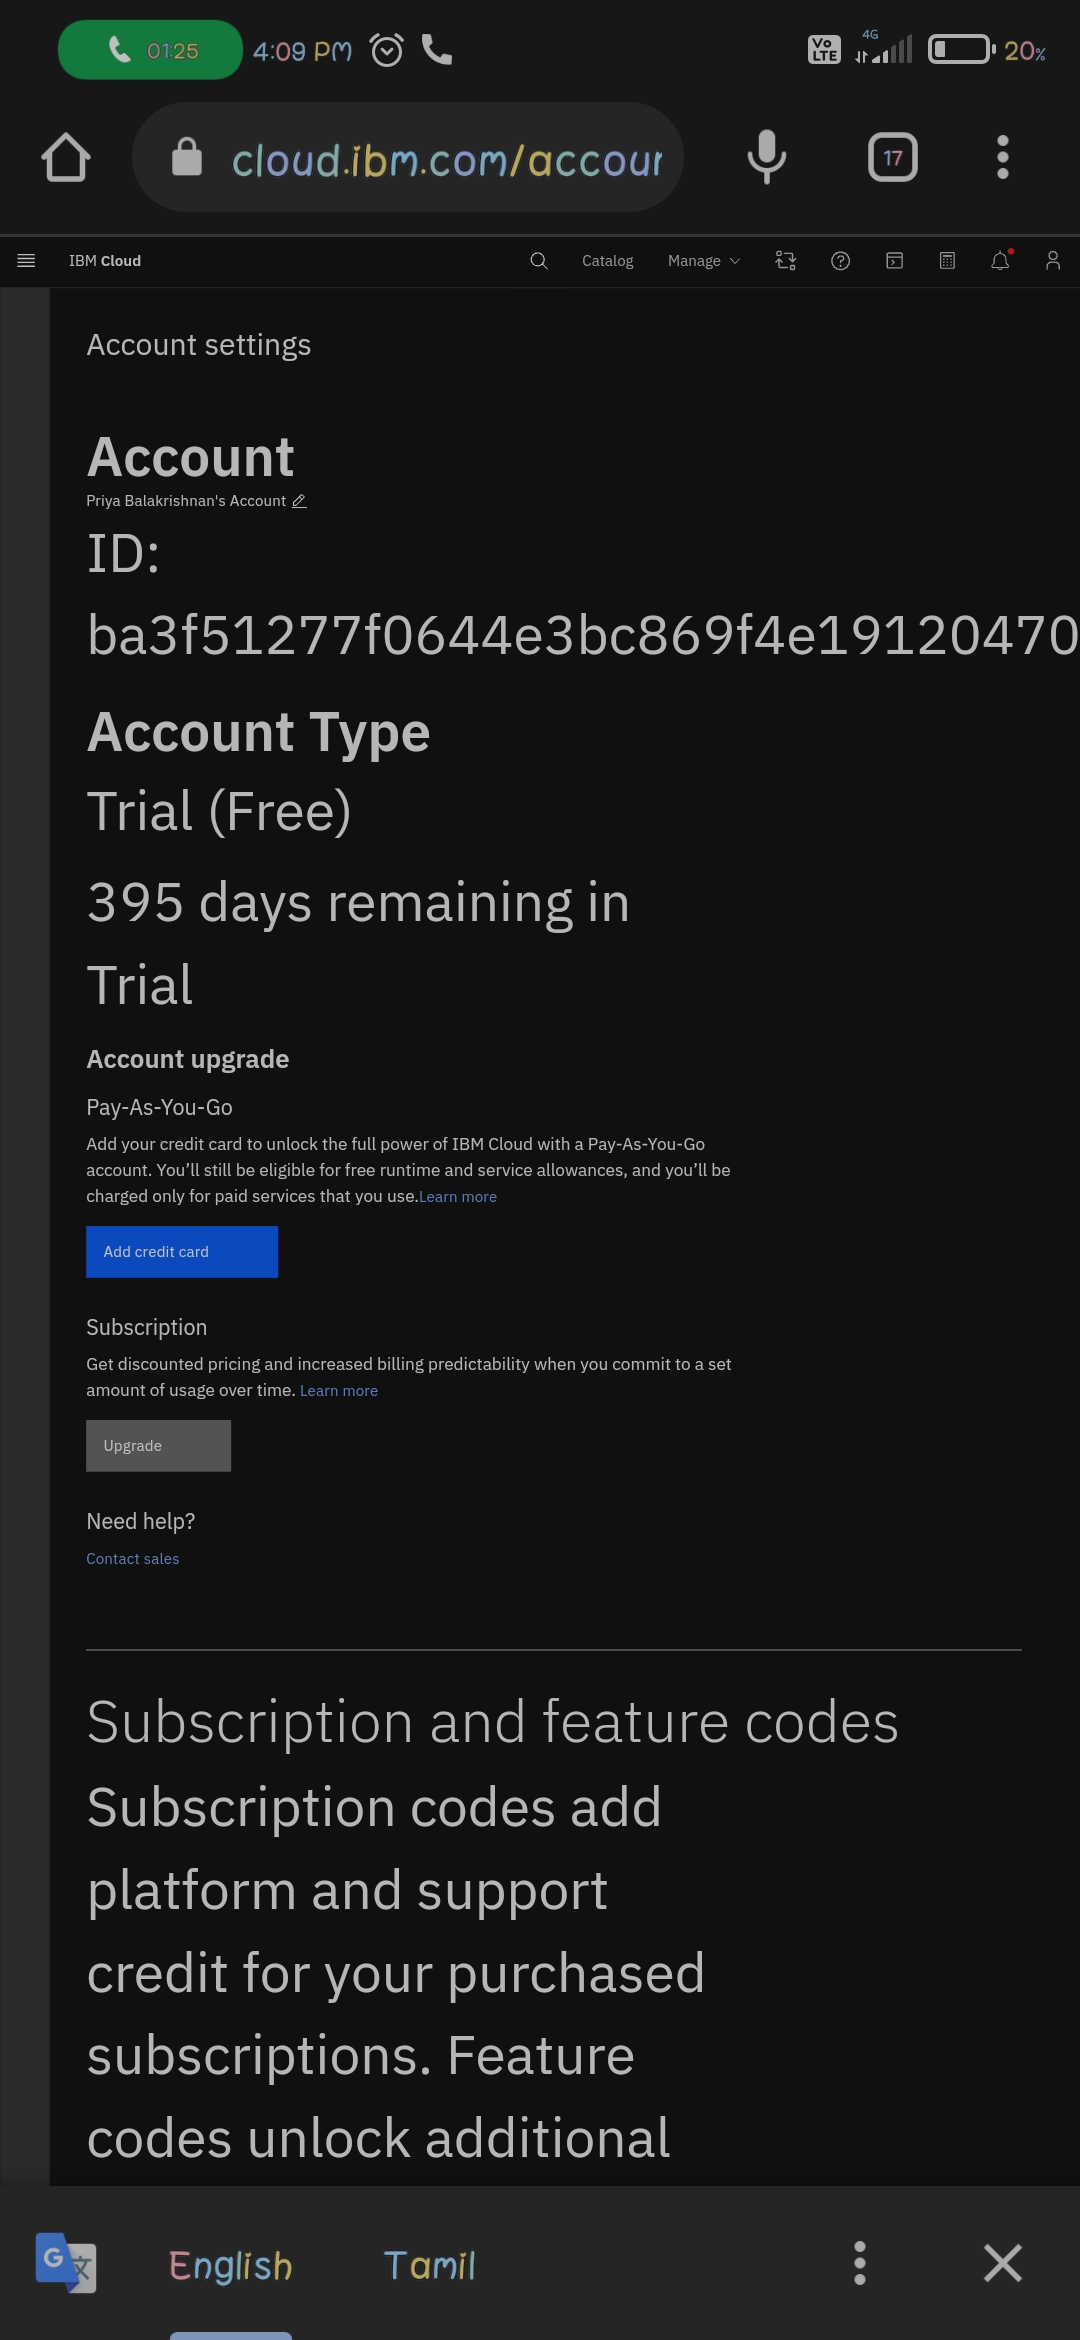 01:25 4:09 PM Vo LTE 4G 20%
cloud.ibm.com/accour 17
IBM Cloud Catalog Manage
Account settings
Account
Priya Balakrishnan's Account
ID:
ba3f51277f0644e3bc869f4e19120470
Account Type
Trial (Free)
395 days remaining in
Trial
Account upgrade
Pay-As-You-Go
Add your credit card to unlock the full power of IBM Cloud with a Pay-As-You-Go
account. You’ll still be eligible for free runtime and service allowances, and you’ll be
charged only for paid services that you use.Learn more
Add credit card
Subscription
Get discounted pricing and increased billing predictability when you commit to a set
amount of usage over time. Learn more
Upgrade
Need help?
Contact sales
Subscription and feature codes
Subscription codes add
platform and support
credit for your purchased
subscriptions. Feature
codes unlock additional
G 文 English Tamil